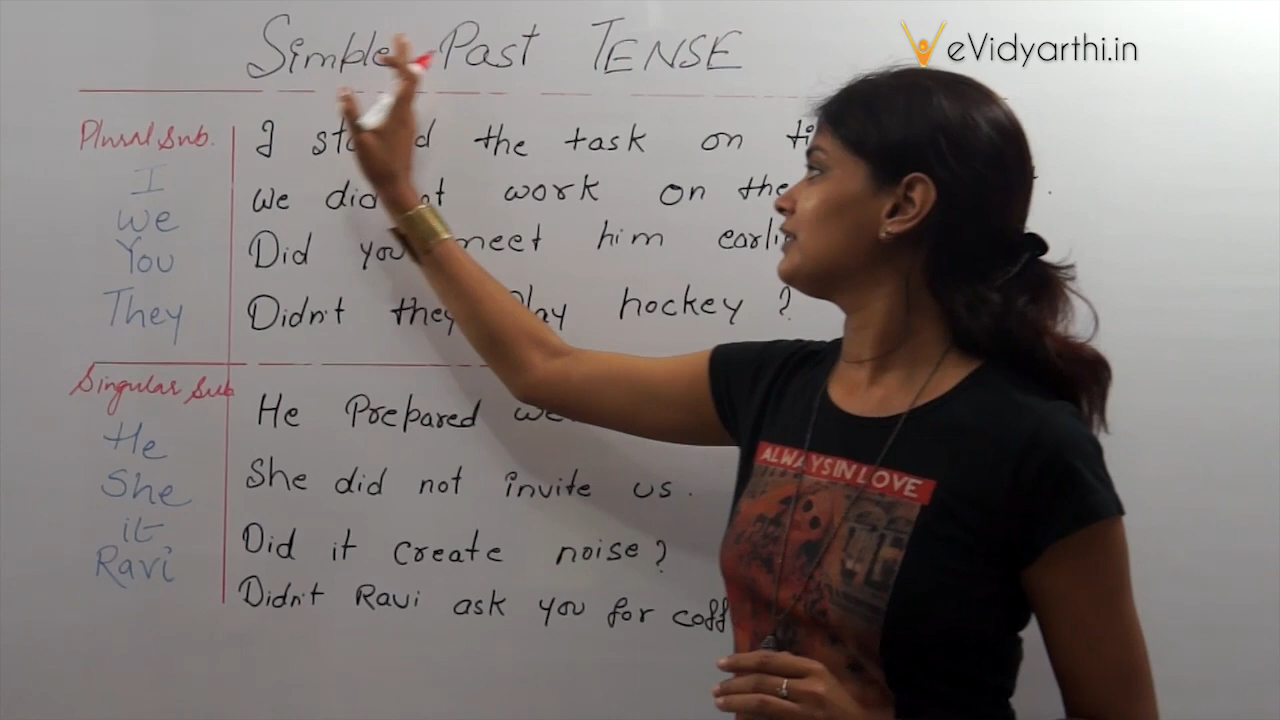 Simple Past TENSE
eVidyarthi.in
Plural Sub.
I
We
You
They
I the task on
We did work on the
Did you meet him
Didn't they hockey ?
Singular Sub
He
She
it
Ravi
He Prepared
She did not invite us .
Did it create noise ?
Didn't Ravi ask you for
ALWAYS IN LOVE